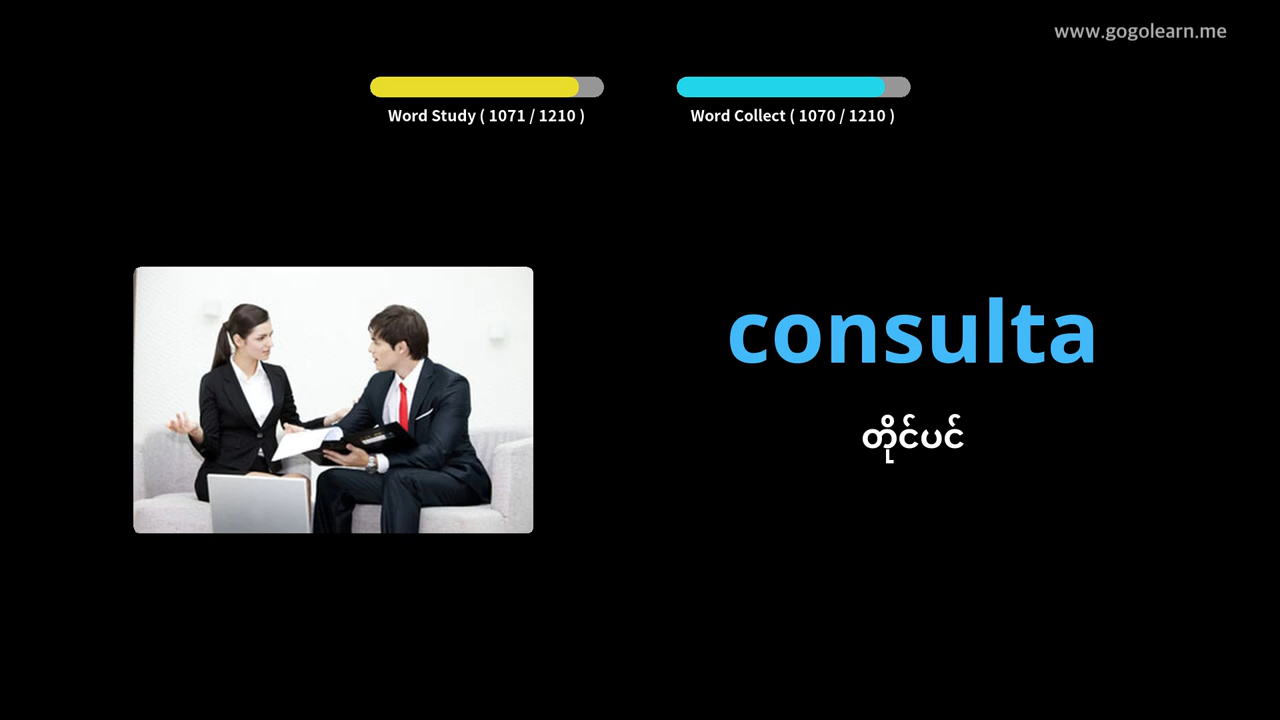 www.gogolearn.me
Word Study ( 1071 / 1210 )
Word Collect ( 1070 / 1210 )
consulta
တိုင်ပင်